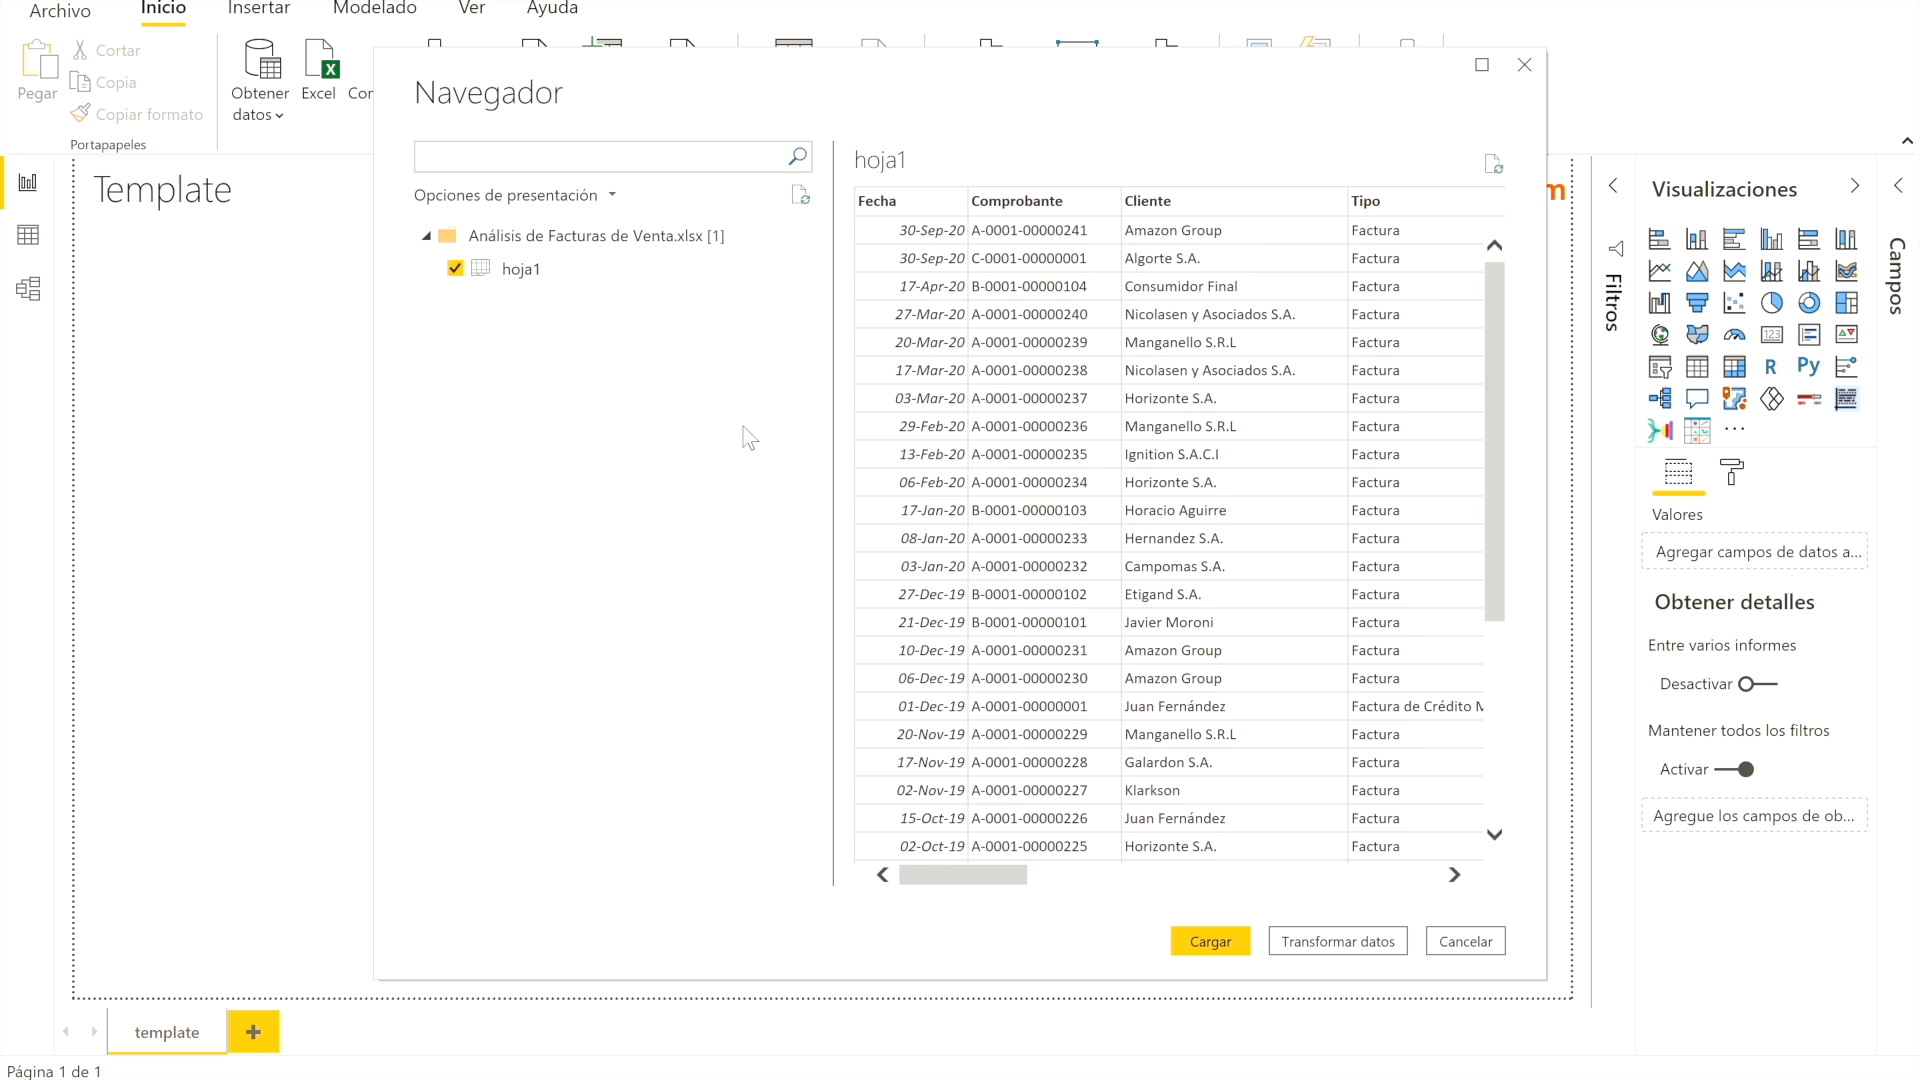 Archivo
Inicio
Insertar
Modelado
Ver
Ayuda
Pegar
Cortar
Copia
Copiar formato
Portapapeles
Obtener
datos
Excel
Template
Navegador
Opciones de presentación
Análisis de Facturas de Venta.xlsx [1]
hoja1
hoja1
Fecha Comprobante Cliente Tipo
30-Sep-20 A-0001-00000241 Amazon Group Factura
30-Sep-20 C-0001-00000001 Algorte S.A. Factura
17-Apr-20 B-0001-00000104 Consumidor Final Factura
27-Mar-20 A-0001-00000240 Nicolasen y Asociados S.A. Factura
20-Mar-20 A-0001-00000239 Manganello S.R.L Factura
17-Mar-20 A-0001-00000238 Nicolasen y Asociados S.A. Factura
03-Mar-20 A-0001-00000237 Horizonte S.A. Factura
29-Feb-20 A-0001-00000236 Manganello S.R.L Factura
13-Feb-20 A-0001-00000235 Ignition S.A.C.I Factura
06-Feb-20 A-0001-00000234 Horizonte S.A. Factura
17-Jan-20 B-0001-00000103 Horacio Aguirre Factura
08-Jan-20 A-0001-00000233 Hernandez S.A. Factura
03-Jan-20 A-0001-00000232 Campomas S.A. Factura
27-Dec-19 B-0001-00000102 Etigand S.A. Factura
21-Dec-19 B-0001-00000101 Javier Moroni Factura
10-Dec-19 A-0001-00000231 Amazon Group Factura
06-Dec-19 A-0001-00000230 Amazon Group Factura
01-Dec-19 A-0001-00000001 Juan Fernández Factura de Crédito
20-Nov-19 A-0001-00000229 Manganello S.R.L Factura
17-Nov-19 A-0001-00000228 Galardon S.A. Factura
02-Nov-19 A-0001-00000227 Klarkson Factura
15-Oct-19 A-0001-00000226 Juan Fernández Factura
02-Oct-19 A-0001-00000225 Horizonte S.A. Factura
Cargar
Transformar datos
Cancelar
Filtros
Visualizaciones
R
Py
123
Valores
Agregar campos de datos a...
Obtener detalles
Entre varios informes
Desactivar
Mantener todos los filtros
Activar
Agregue los campos de ob...
Campos
template
Página 1 de 1